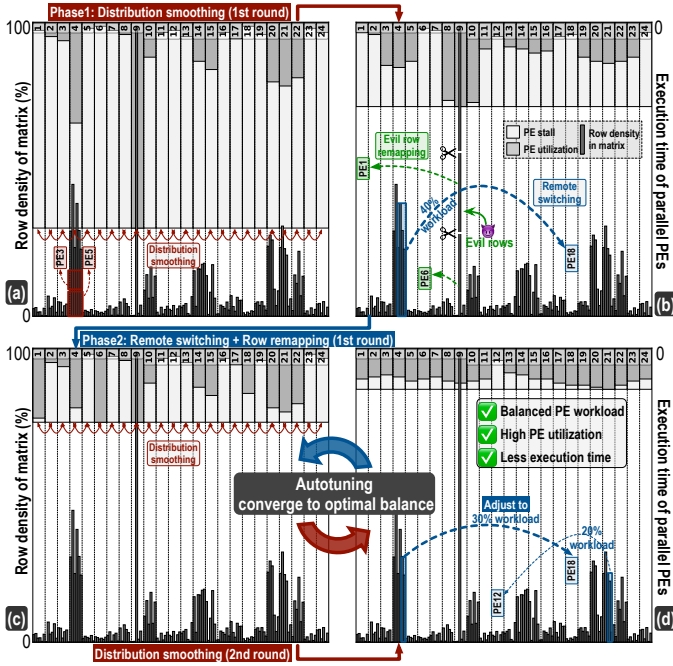 Phase1: Distribution smoothing (1st round)
100
1 2 3 4 5 6 7 8 9 10 11 12 13 14 15 16 17 18 19 20 21 22 23 24
Row density of matrix (%)
PE3
PE5
Distribution
smoothing
0
(a)
1 2 3 4 5 6 7 8 9 10 11 12 13 14 15 16 17 18 19 20 21 22 23 24
0
Execution time of parallel PEs
PE stall
PE utilization
Row density
in matrix
Evil row
remapping
PE1
40%
workload
Remote
switching
Evil rows
PE18
PE6
(b)
Phase2: Remote switching + Row remapping (1st round)
100
1 2 3 4 5 6 7 8 9 10 11 12 13 14 15 16 17 18 19 20 21 22 23 24
Row density of matrix (%)
Distribution
smoothing
0
(c)
Autotuning
converge to optimal balance
1 2 3 4 5 6 7 8 9 10 11 12 13 14 15 16 17 18 19 20 21 22 23 24
0
Execution time of parallel PEs
Balanced PE workload
High PE utilization
Less execution time
Adjust to
30% workload
20%
workload
PE18
PE12
(d)
Distribution smoothing (2nd round)